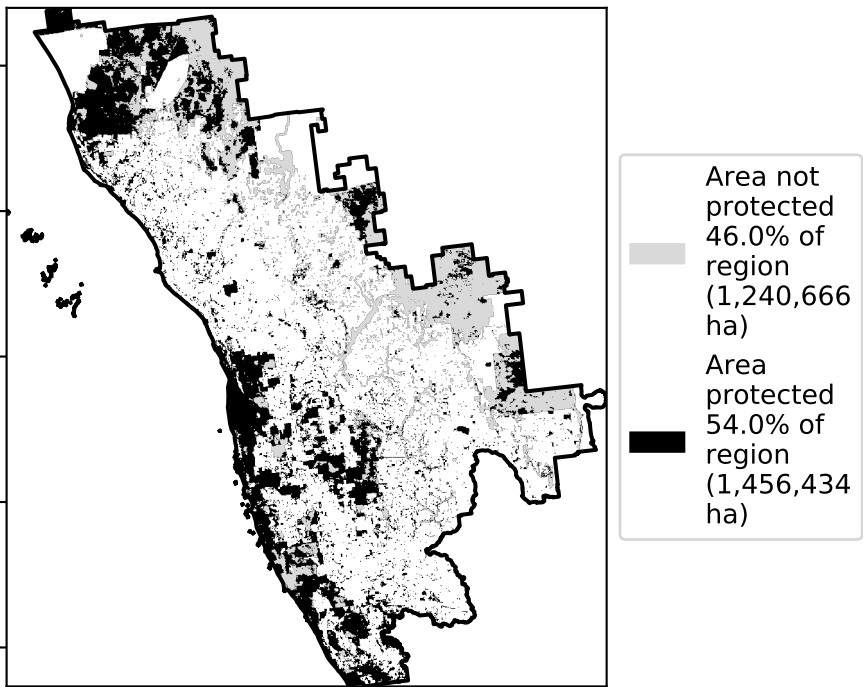 Area not
protected
46.0% of
region
(1,240,666
ha)
Area
protected
54.0% of
region
(1,456,434
ha)